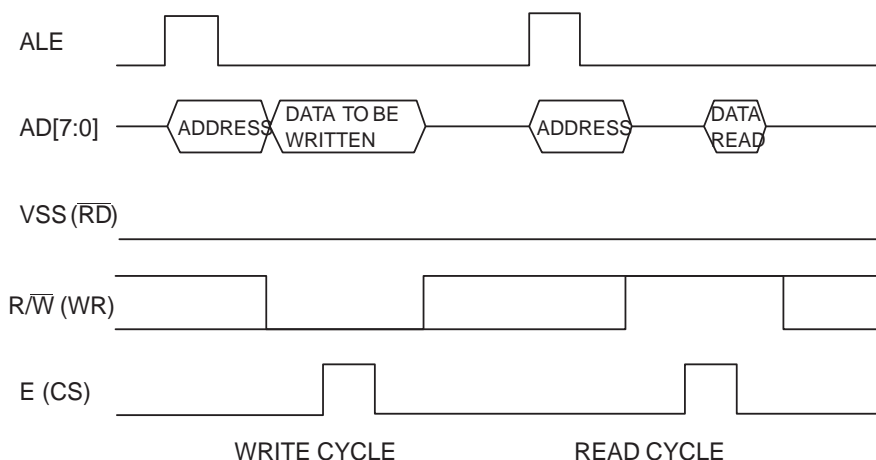 ALE
AD[7:0]
ADDRESS
DATA TO BE
WRITTEN
ADDRESS
DATA
READ
VSS (RD)
R/W (WR)
E (CS)
WRITE CYCLE
READ CYCLE